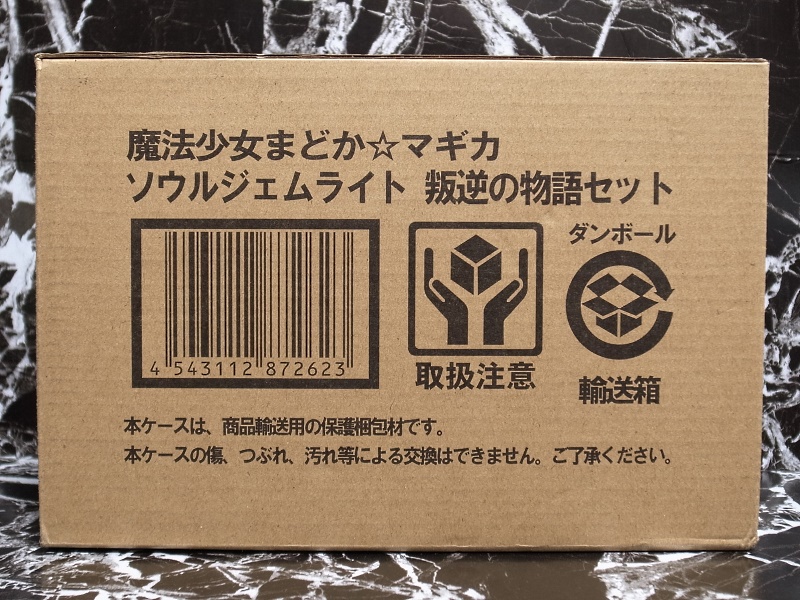 魔法少女まどか☆マギカ
ソウルジェムライト 叛逆の物語セット
4 543112 872623
取扱注意
ダンボール
輸送箱
本ケースは、商品輸送用の保護梱包材です。
本ケースの傷、つぶれ、汚れ等による交換はできません。ご了承ください。